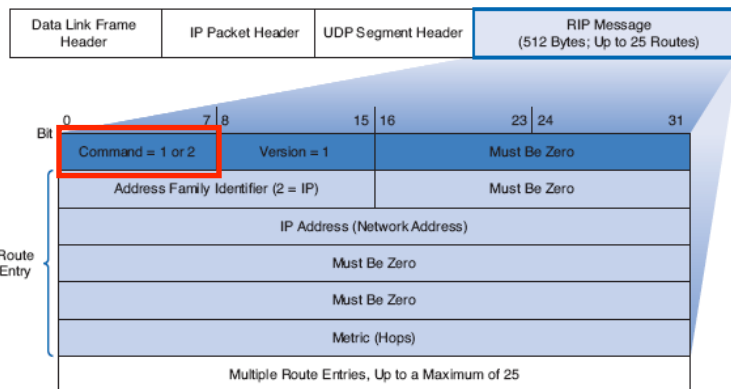 Data Link Frame
Header
IP Packet Header
UDP Segment Header
RIP Message
(512 Bytes; Up to 25 Routes)
Bit 0 7 8 15 16 23 24 31
Command = 1 or 2
Version = 1
Must Be Zero
Address Family Identifier (2 = IP)
Must Be Zero
IP Address (Network Address)
Must Be Zero
Must Be Zero
Metric (Hops)
Route
Entry
Multiple Route Entries, Up to a Maximum of 25